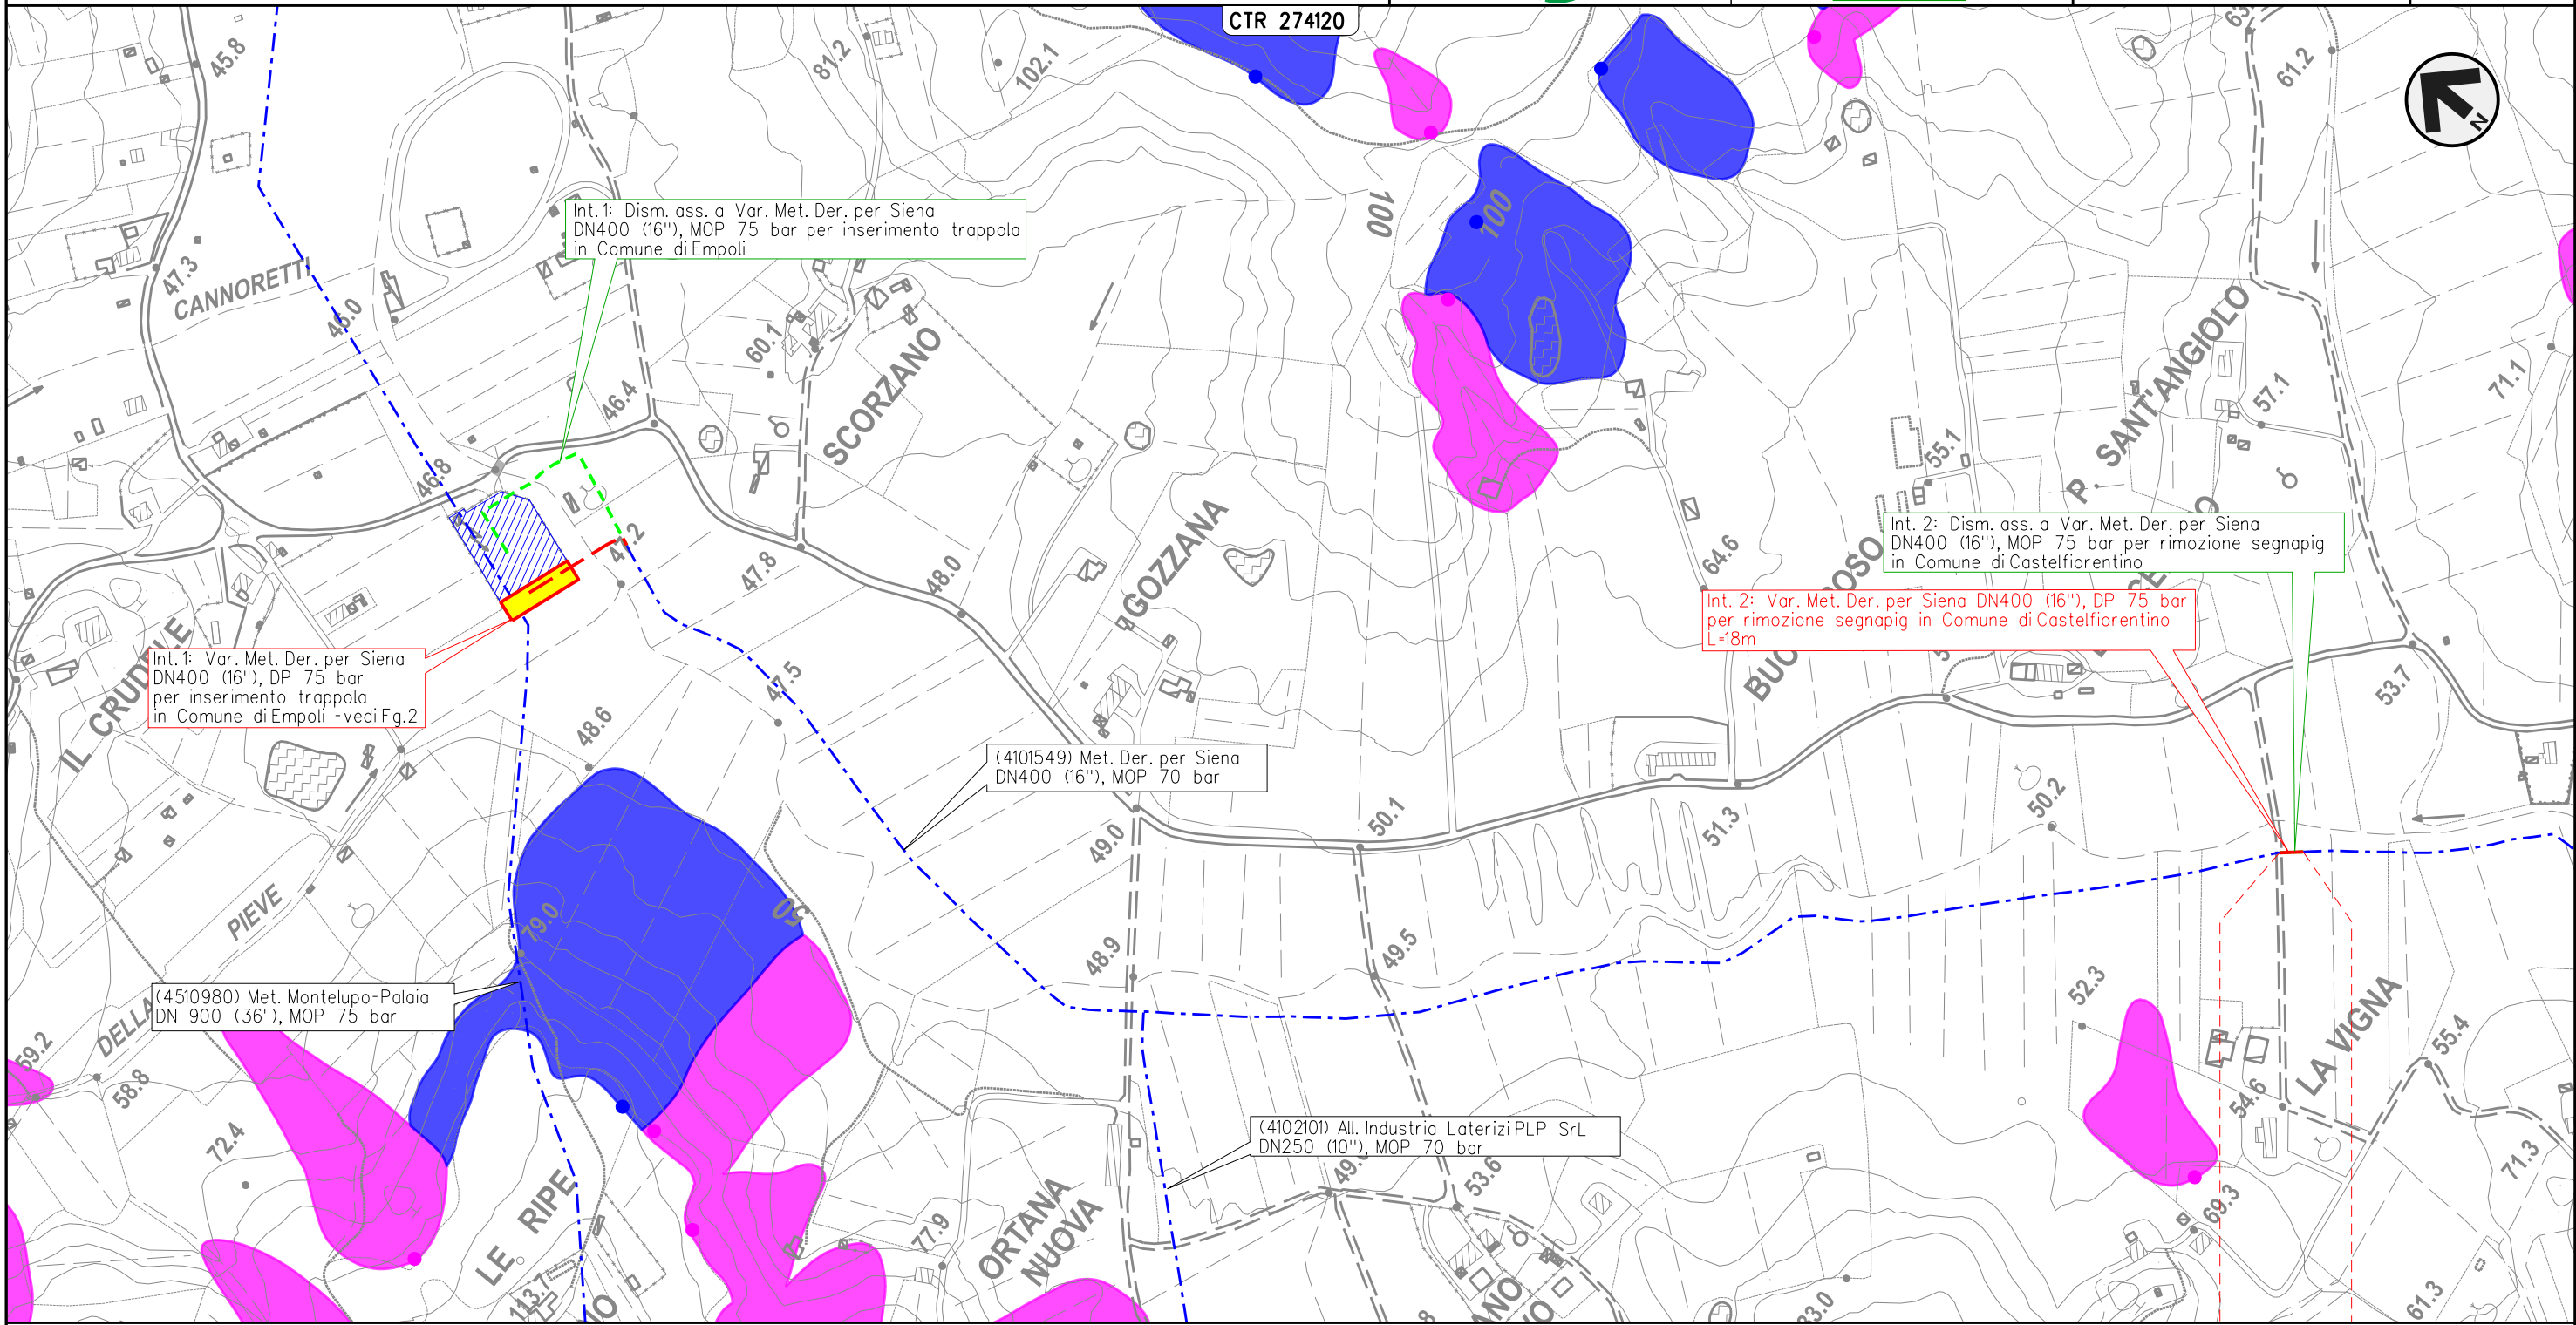 CTR 274120
45.8
81.2
102.1
61.2
N
Int.1: Dism. ass. a Var. Met. Der. per Siena
DN400 (16"), MOP 75 bar per inserimento trappola
in Comune di Empoli
100
100
47.3
CANNORETTI
46.0
60.1
SCORZANO
46.4
46.8
P. SANT'ANGIOLO
57.1
71.1
55.1
Int. 2: Dism. ass. a Var. Met. Der. per Siena
DN400 (16"), MOP 75 bar per rimozione segnapig
in Comune di Castelfiorentino
47.8
48.0
GOZZANA
64.6
Int. 2: Var. Met. Der. per Siena DN400 (16"), DP 75 bar
per rimozione segnapig in Comune di Castelfiorentino
L=18m
IL CRUDELE
Int.1: Var. Met. Der. per Siena
DN400 (16"), DP 75 bar
per inserimento trappola
in Comune di Empoli -vedi Fg.2
47.5
48.6
53.7
(4101549) Met. Der. per Siena
DN400 (16"), MOP 70 bar
49.0
50.1
51.3
50.2
PIEVE
DELLA
79.0
50
48.9
49.5
52.3
(4510980) Met. Montelupo-Palaia
DN 900 (36"), MOP 75 bar
LA VIGNA
55.4
54.6
59.2
58.8
72.4
(4102101) All. Industria Laterizi PLP SrL
DN250 (10"), MOP 70 bar
53.6
71.3
69.3
LE RIPE
77.9
ORTANA
NUOVA
113.7
61.3